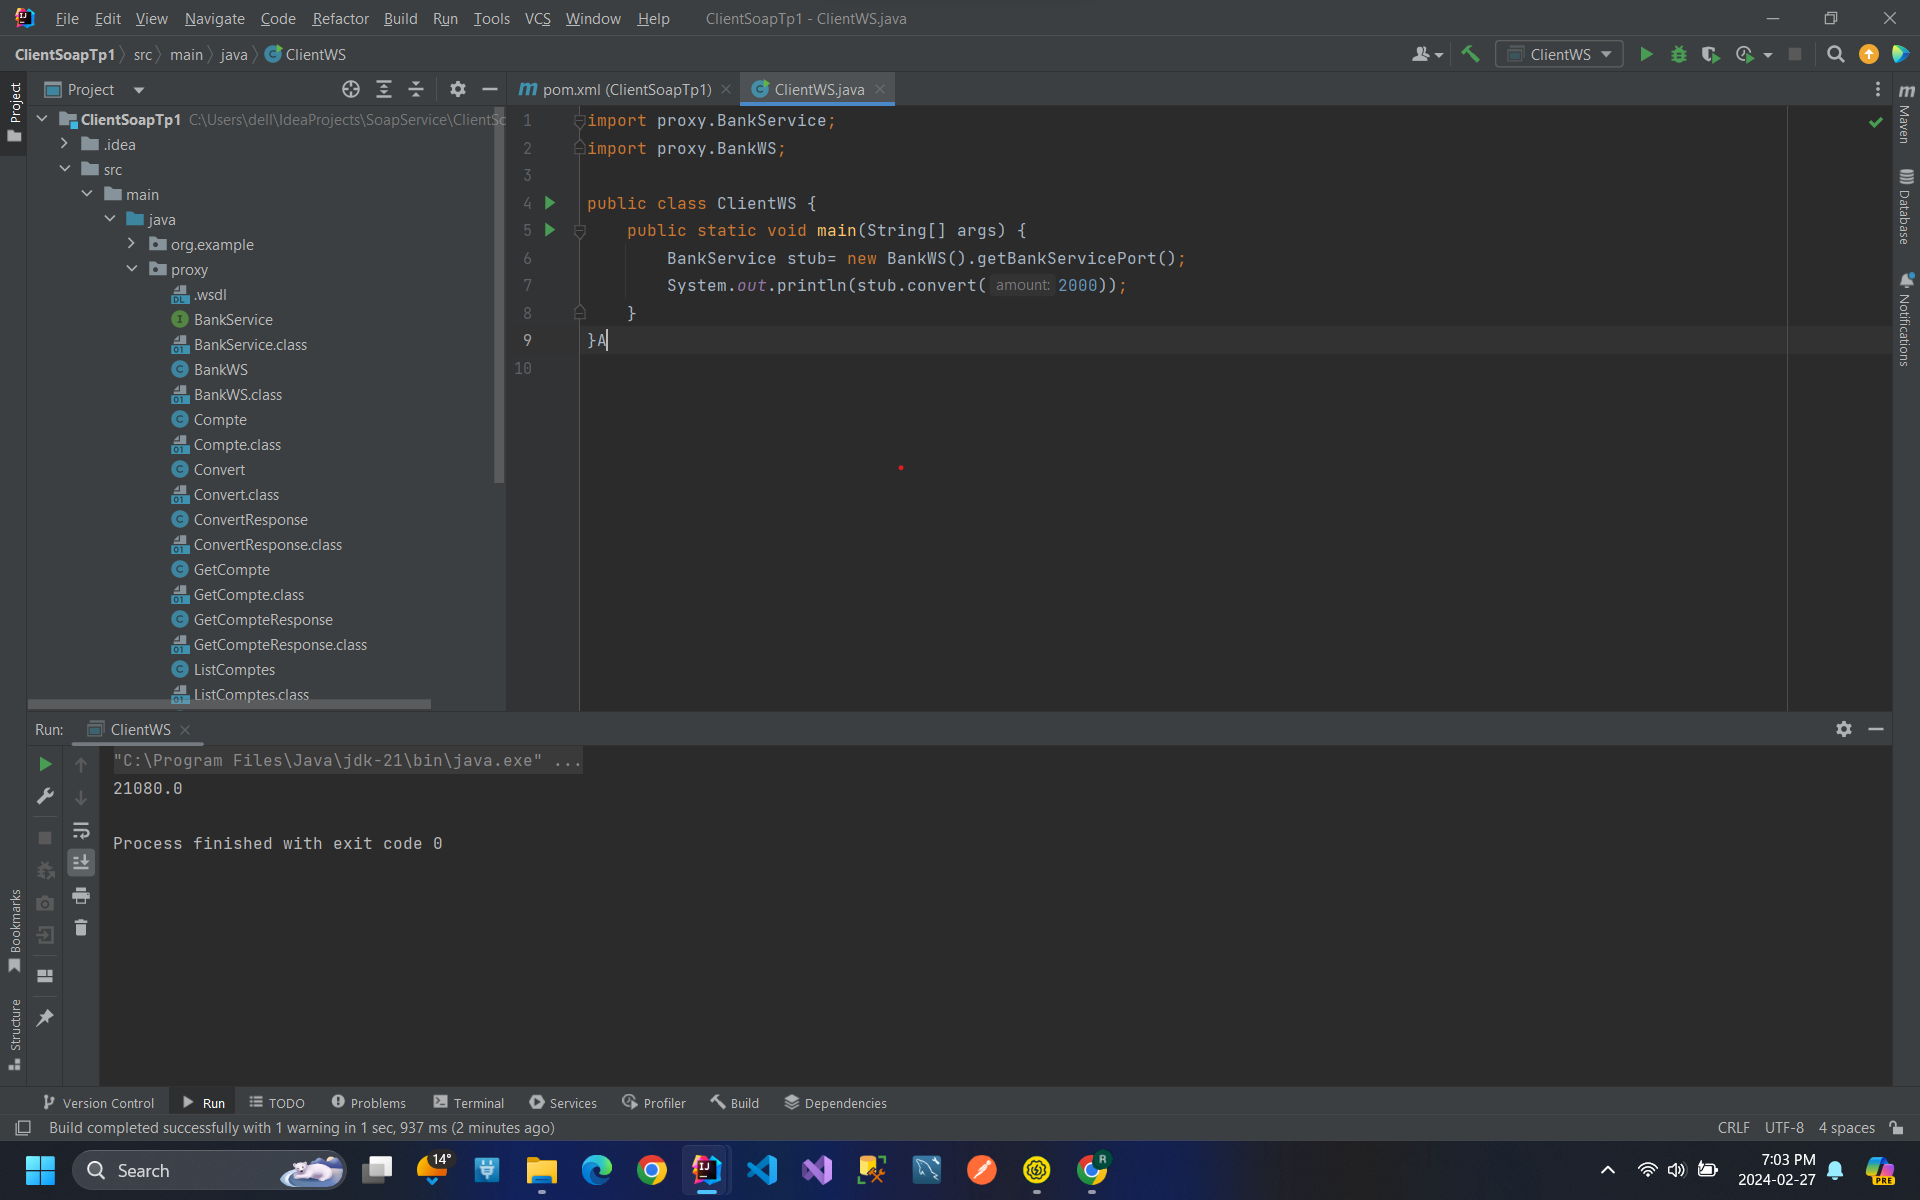 File Edit View Navigate Code Refactor Build Run Tools VCS Window Help ClientSoapTp1 - ClientWS.java
ClientSoapTp1 src main java ClientWS
ClientWS
Project
Project
pom.xml (ClientSoapTp1)
ClientWS.java
ClientSoapTp1 C:\Users\dell\IdeaProjects\SoapService\ClientSc
.idea
src
main
java
org.example
proxy
.wsdl
BankService
BankService.class
BankWS
BankWS.class
Compte
Compte.class
Convert
Convert.class
ConvertResponse
ConvertResponse.class
GetCompte
GetCompte.class
GetCompteResponse
GetCompteResponse.class
ListComptes
ListComptes.class
1 import proxy.BankService;
2 import proxy.BankWS;
3
4 public class ClientWS {
5 public static void main(String[] args) {
6 BankService stub= new BankWS().getBankServicePort();
7 System.out.println(stub.convert( amount: 2000));
8 }
9 }A
10
Maven
Database
Notifications
Run: ClientWS
"C:\Program Files\Java\jdk-21\bin\java.exe" ...
21080.0
Process finished with exit code 0
Bookmarks
Structure
Version Control Run TODO Problems Terminal Services Profiler Build Dependencies
Build completed successfully with 1 warning in 1 sec, 937 ms (2 minutes ago)
CRLF UTF-8 4 spaces
Search
14°
R
7:03 PM
2024-02-27
PRE